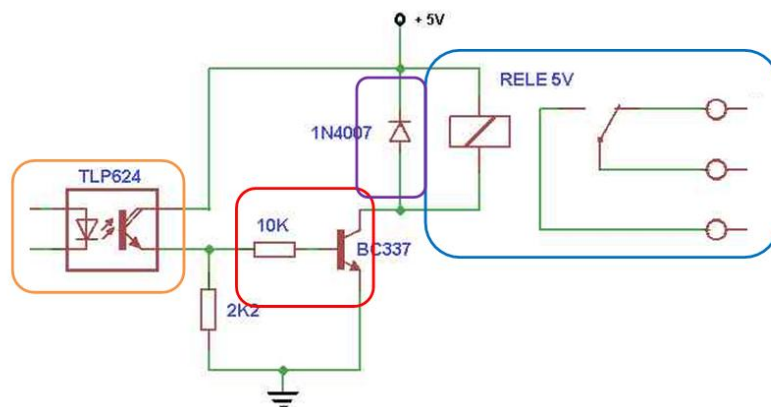 + 5V
RELE 5V
1N4007
TLP624
10K
BC337
2K2